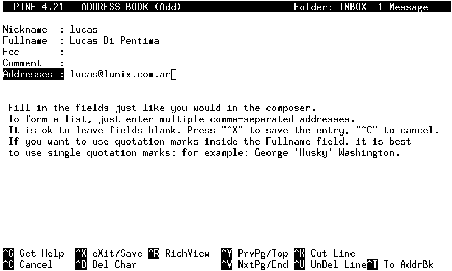 PINE 4.21 ADDRESS BOOK (Add) Folder: INBOX 1 Message
Nickname : lucas
Fullname : Lucas Di Pentima
Fcc :
Comment :
Addresses : lucas@lunix.com.ar
Fill in the fields just like you would in the composer.
To form a list, just enter multiple comma-separated addresses.
It is ok to leave fields blank. Press "^X" to save the entry, "^C" to cancel.
If you want to use quotation marks inside the Fullname field, it is best
to use single quotation marks; for example: George 'Husky' Washington.
^G Get Help ^X eXit/Save ^R RichView ^Y PrvPg/Top ^K Cut Line
^C Cancel ^D Del Char ^V NxtPg/End ^U UnDel Line ^T To AddrBk